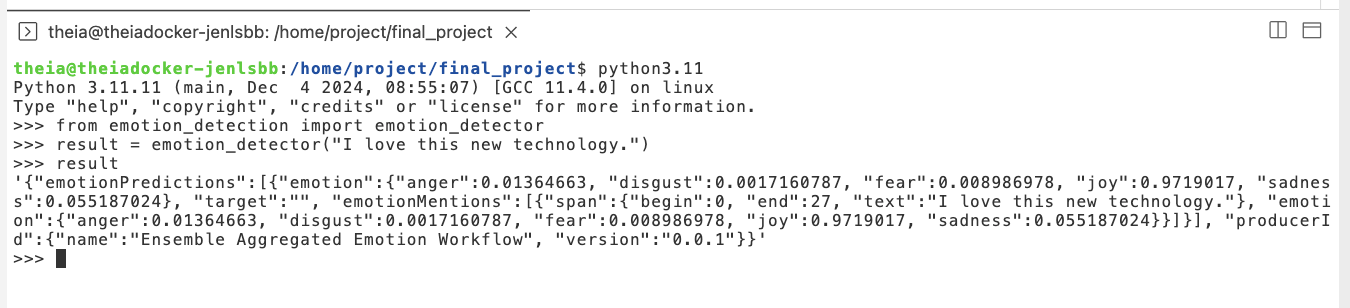 theia@theiadocker-jenlsbb: /home/project/final_project
theia@theiadocker-jenlsbb:/home/project/final_project$ python3.11
Python 3.11.11 (main, Dec  4 2024, 08:55:07) [GCC 11.4.0] on linux
Type "help", "copyright", "credits" or "license" for more information.
>>> from emotion_detection import emotion_detector
>>> result = emotion_detector("I love this new technology.")
>>> result
'{"emotionPredictions":[{"emotion":{"anger":0.01364663, "disgust":0.0017160787, "fear":0.008986978, "joy":0.9719017, "sadnes
s":0.055187024}, "target":"", "emotionMentions":[{"span":{"begin":0, "end":27, "text":"I love this new technology."}, "emoti
on":{"anger":0.01364663, "disgust":0.0017160787, "fear":0.008986978, "joy":0.9719017, "sadness":0.055187024}}]}], "producerI
d":{"name":"Ensemble Aggregated Emotion Workflow", "version":"0.0.1"}}'
>>>